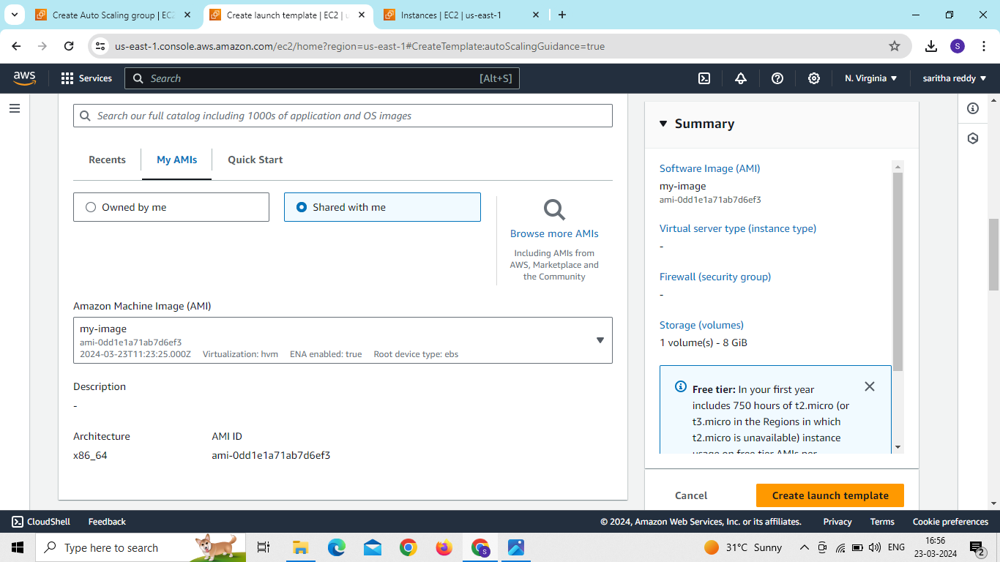 Create Auto Scaling group | EC2
Create launch template | EC2 | u
Instances | EC2 | us-east-1
us-east-1.console.aws.amazon.com/ec2/home?region=us-east-1#CreateTemplate:autoScalingGuidance=true
S
aws
Services
Search
[Alt+S]
N. Virginia
saritha reddy
Search our full catalog including 1000s of application and OS images
Recents
My AMIs
Quick Start
Owned by me
Shared with me
Browse more AMIs
Including AMIs from
AWS, Marketplace and
the Community
Amazon Machine Image (AMI)
my-image
ami-0dd1e1a71ab7d6ef3
2024-03-23T11:23:25.000Z Virtualization: hvm ENA enabled: true Root device type: ebs
Description
-
Architecture
AMI ID
x86_64
ami-0dd1e1a71ab7d6ef3
Summary
Software Image (AMI)
my-image
ami-0dd1e1a71ab7d6ef3
Virtual server type (instance type)
-
Firewall (security group)
-
Storage (volumes)
1 volume(s) - 8 GiB
Free tier: In your first year
includes 750 hours of t2.micro (or
t3.micro in the Regions in which
t2.micro is unavailable) instance
usage on free tier AMIs per
Cancel
Create launch template
CloudShell
Feedback
© 2024, Amazon Web Services, Inc. or its affiliates.
Privacy
Terms
Cookie preferences
Type here to search
S
31°C Sunny
ENG
16:56
23-03-2024
2